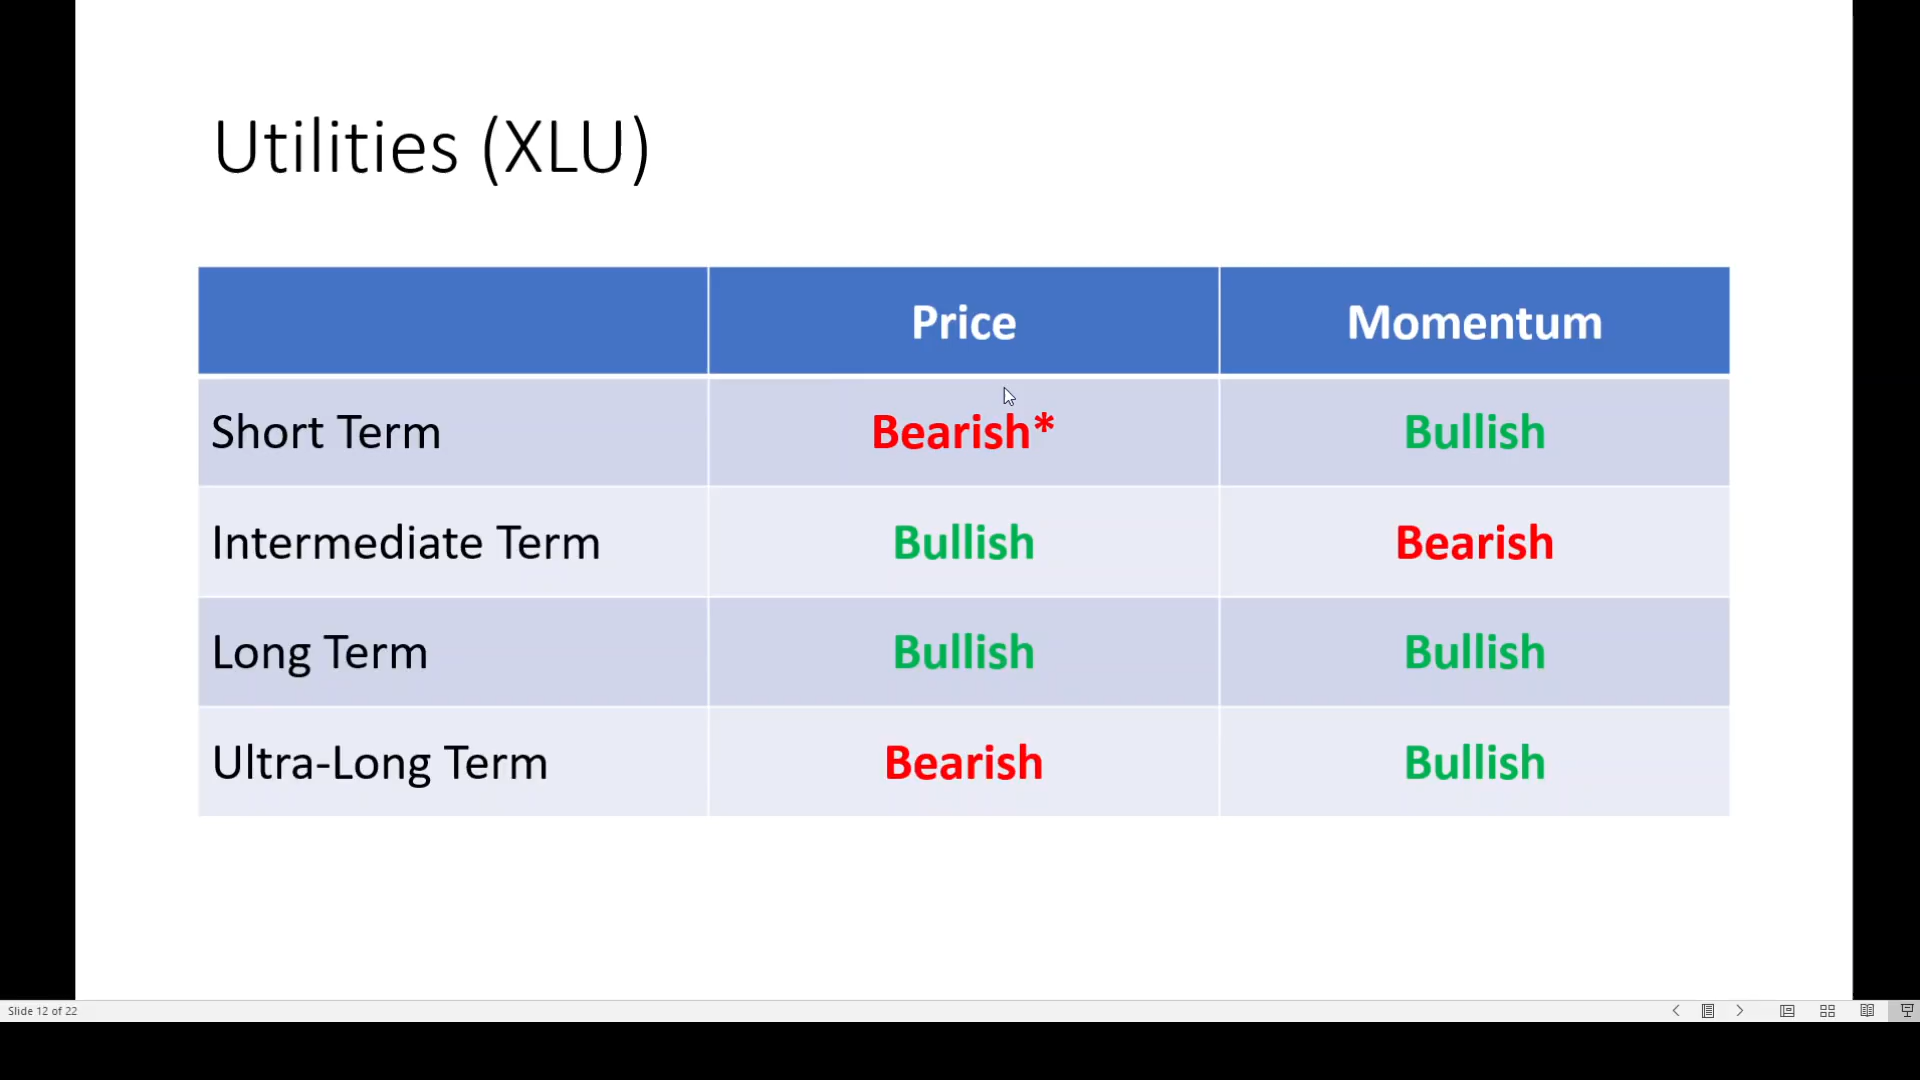 Utilities (XLU)
Price Momentum
Short Term Bearish* Bullish
Intermediate Term Bullish Bearish
Long Term Bullish Bullish
Ultra-Long Term Bearish Bullish
Slide 12 of 22